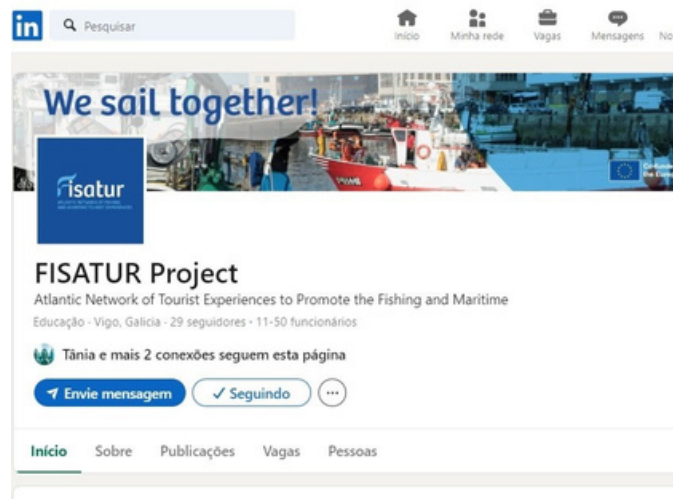 in
Pesquisar
Início
Minha rede
Vagas
Mensagens
No
We sail together!
Fisatur
FISATUR Project
Atlantic Network of Tourist Experiences to Promote the Fishing and Maritime
Educação · Vigo, Galicia · 29 seguidores · 11-50 funcionários
Tânia e mais 2 conexões seguem esta página
Envie mensagem
Seguindo
Início Sobre Publicações Vagas Pessoas